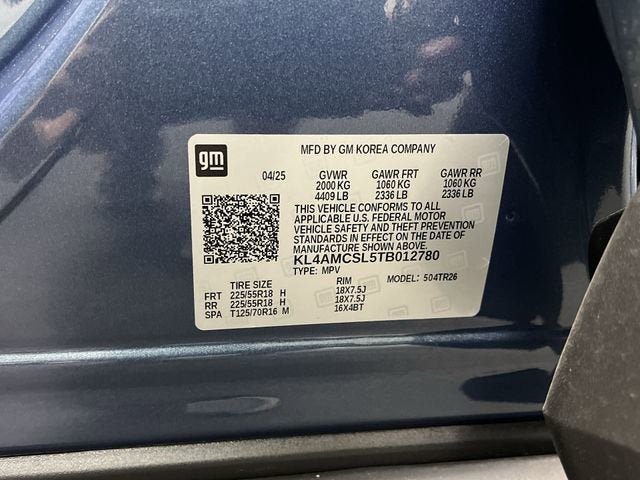 gm
MFD BY GM KOREA COMPANY
04/25 GVWR GAWR FRT GAWR RR
2000 KG 1060 KG 1060 KG
4409 LB 2336 LB 2336 LB
THIS VEHICLE CONFORMS TO ALL
APPLICABLE U.S. FEDERAL MOTOR
VEHICLE SAFETY AND THEFT PREVENTION
STANDARDS IN EFFECT ON THE DATE OF
MANUFACTURE SHOWN ABOVE.
KL4AMCSL5TB012780
TYPE: MPV MODEL: 504TR26
TIRE SIZE RIM
FRT 225/55R18 H 18X7.5J
RR 225/55R18 H 18X7.5J
SPA T125/70R16 M 16X4BT